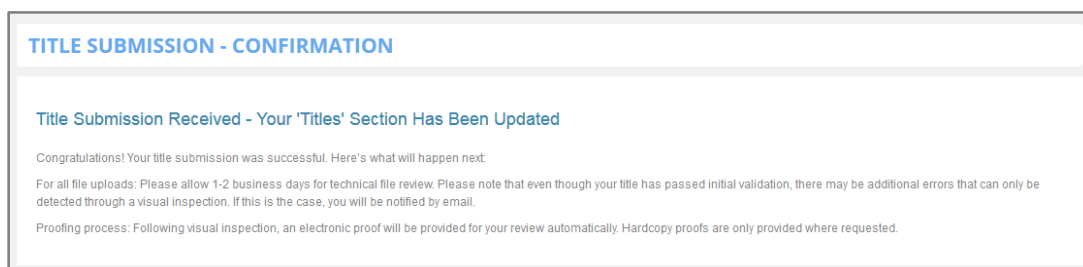 TITLE SUBMISSION - CONFIRMATION
Title Submission Received - Your 'Titles' Section Has Been Updated
Congratulations! Your title submission was successful. Here's what will happen next:
For all file uploads: Please allow 1-2 business days for technical file review. Please note that even though your title has passed initial validation, there may be additional errors that can only be
detected through a visual inspection. If this is the case, you will be notified by email.
Proofing process: Following visual inspection, an electronic proof will be provided for your review automatically. Hardcopy proofs are only provided where requested.